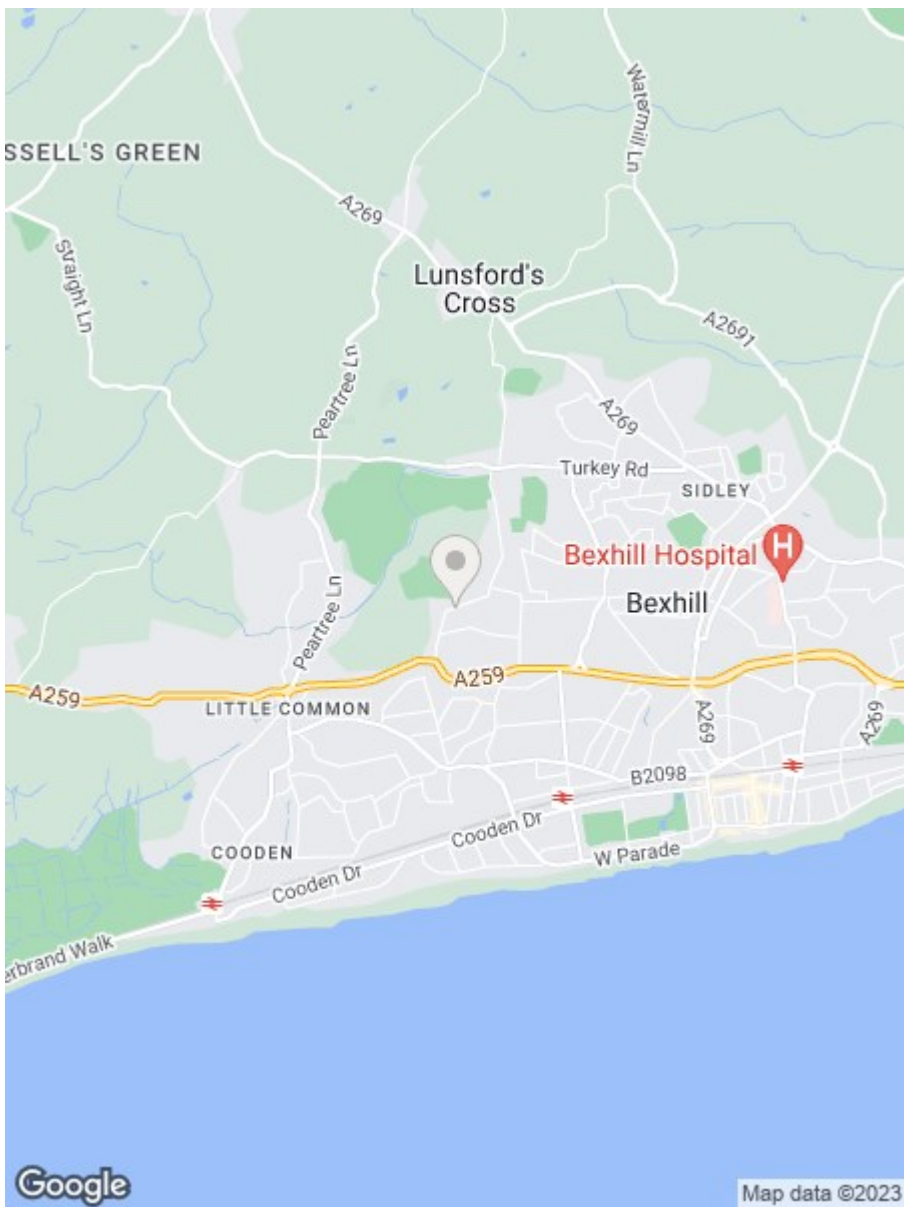 Watermill Ln
SSELL'S GREEN
A269
Straight Ln
Lunsford's
Cross
A2691
Peartree Ln
A269
Turkey Rd
SIDLEY
Bexhill Hospital
H
Bexhill
Peartree Ln
A259
A259
LITTLE COMMON
A269
A269
B2098
Cooden Dr
W Parade
COODEN
Cooden Dr
erbrand Walk
Google
Map data ©2023